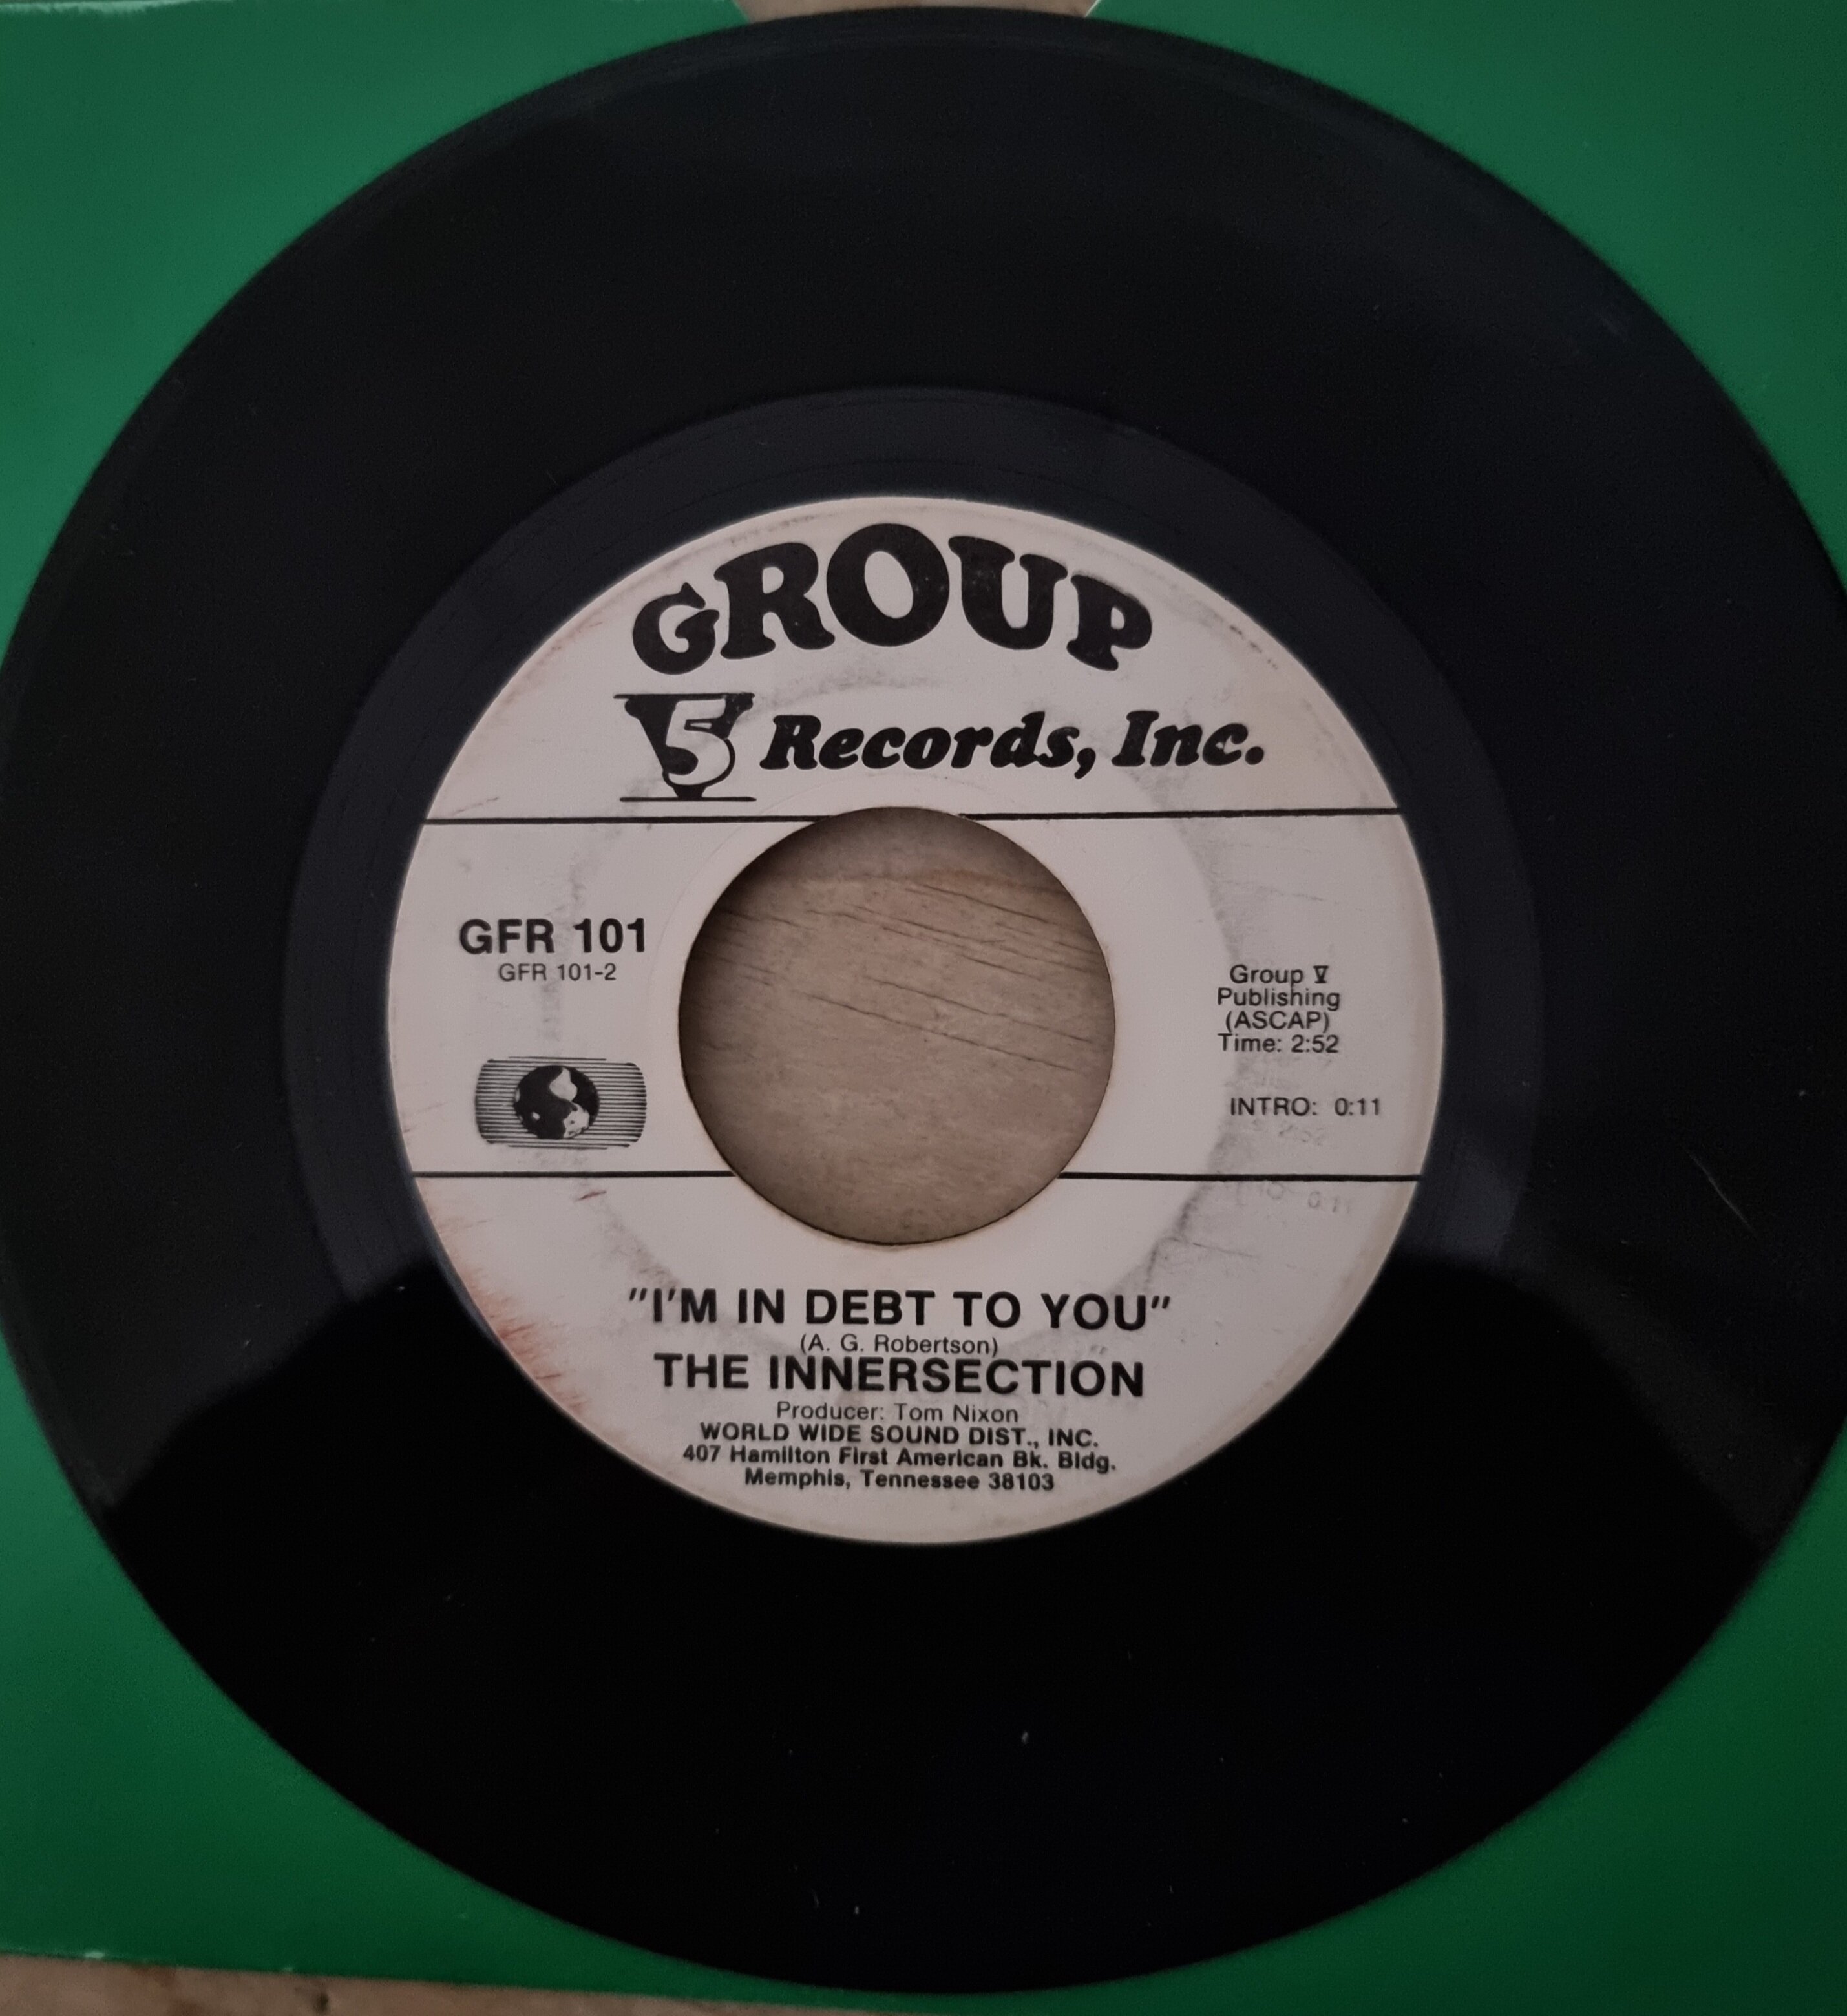 GROUP
V5 Records, Inc.
GFR 101
GFR 101-2
Group V
Publishing
(ASCAP)
Time: 2:52
INTRO: 0:11
"I'M IN DEBT TO YOU"
(A. G. Robertson)
THE INNERSECTION
Producer: Tom Nixon
WORLD WIDE SOUND DIST., INC.
407 Hamilton First American Bk. Bldg.
Memphis, Tennessee 38103